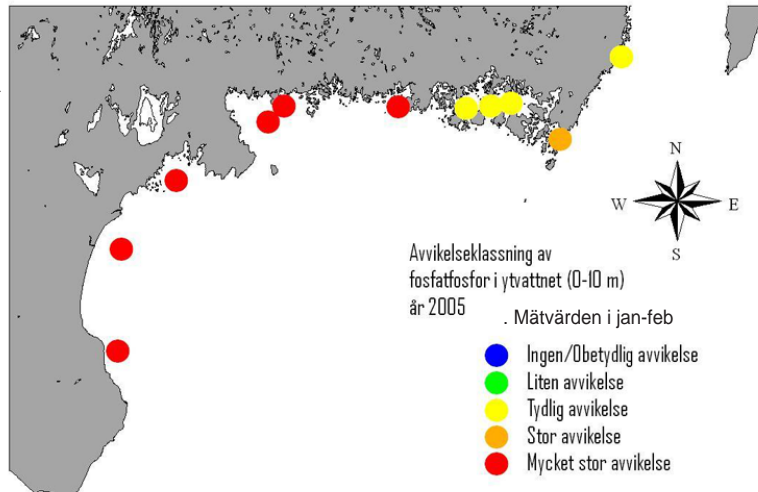 N
W E
S
Avvikelseklassning av
fosfatfosfor i ytvattnet (0-10 m)
år 2005
. Mätvärden i jan-feb
Ingen/Obetydlig avvikelse
Liten avvikelse
Tydlig avvikelse
Stor avvikelse
Mycket stor avvikelse